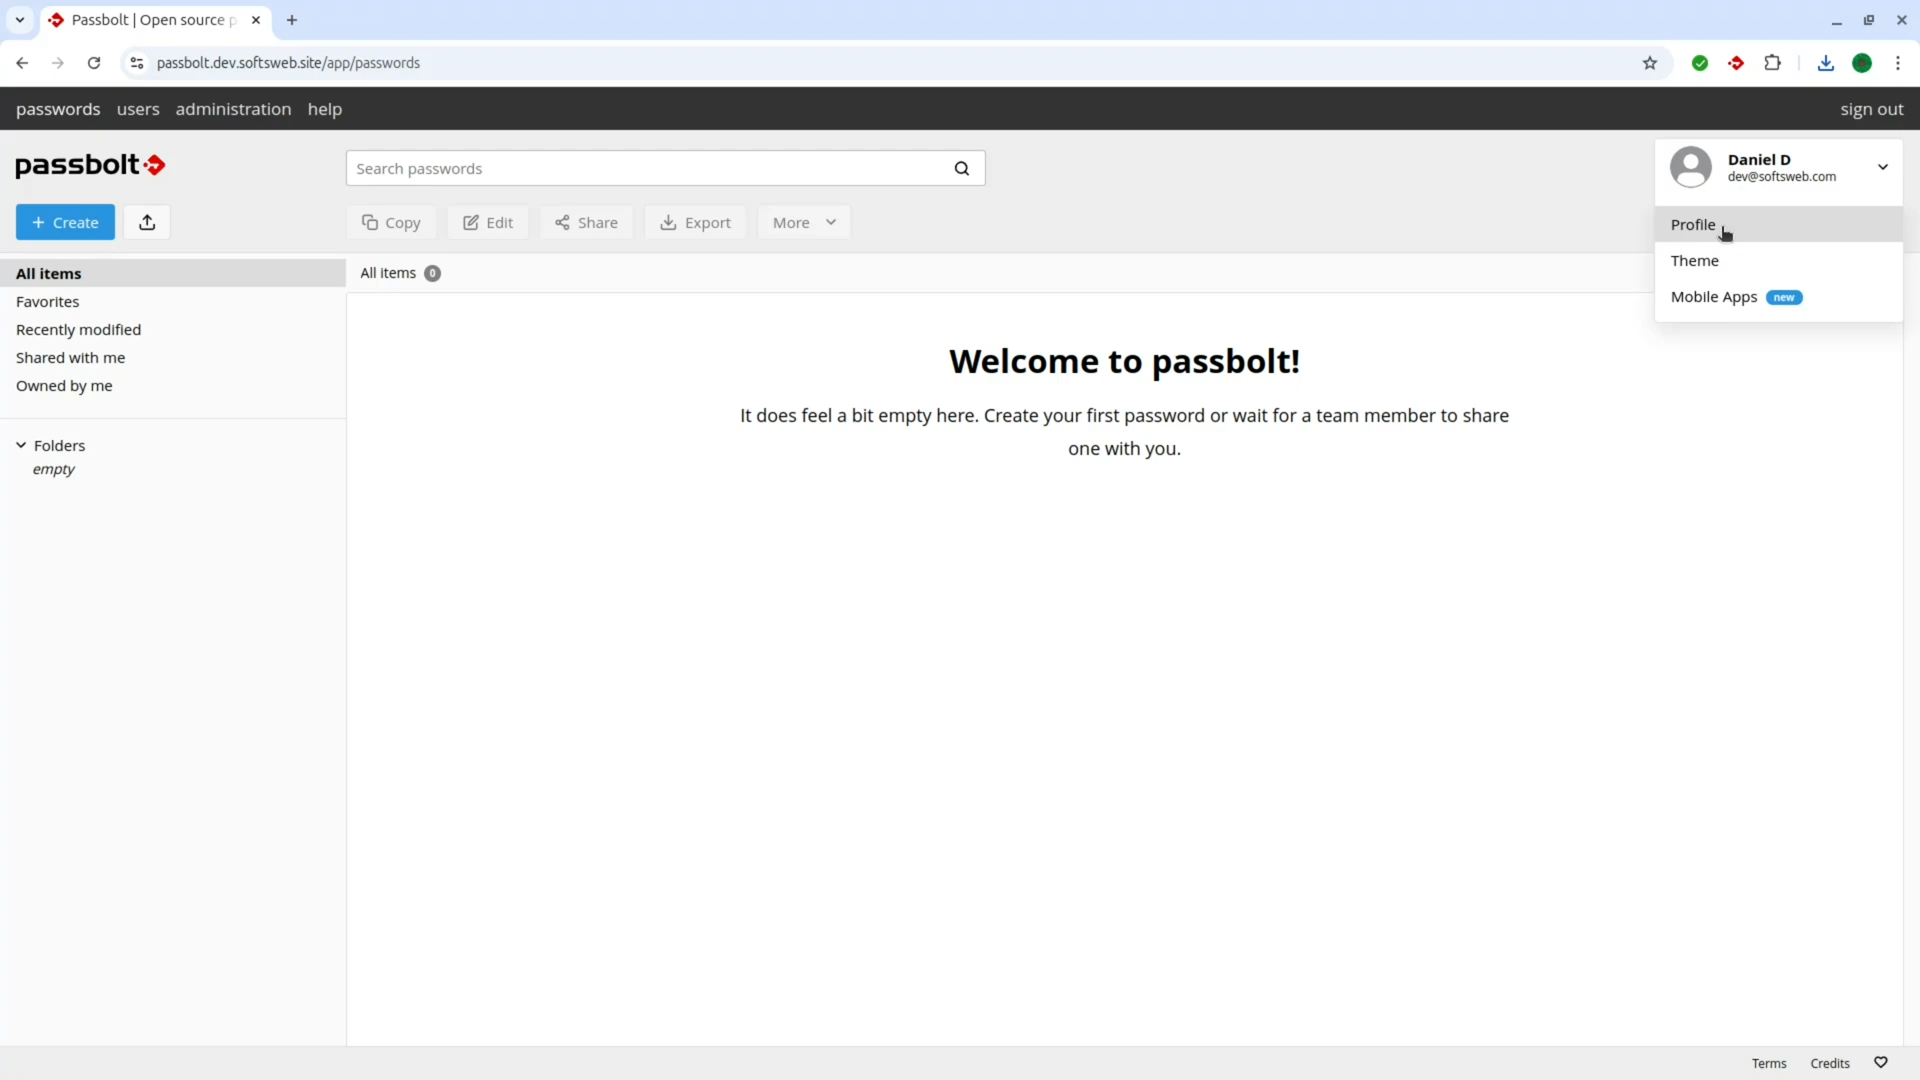 Passbolt | Open source p
passbolt.dev.softsweb.site/app/passwords
passwords users administration help sign out
passbolt
Search passwords
Daniel D
dev@softsweb.com
+ Create
Copy
Edit
Share
Export
More
Profile
Theme
Mobile Apps new
All items
Favorites
Recently modified
Shared with me
Owned by me
Folders
empty
All items 0
Welcome to passbolt!
It does feel a bit empty here. Create your first password or wait for a team member to share
one with you.
Terms Credits